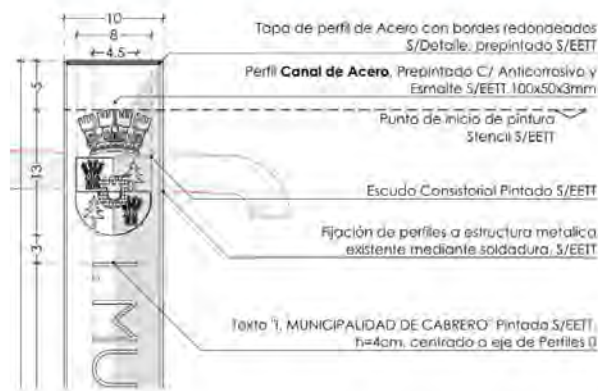 10
8
4.5
Tapa de perfil de Acero con bordes redondeados
S/Detalle, prepintado S/EETT
Perfil Canal de Acero, Prepintado C/ Anticorrosivo y
Esmalte S/EETT 100x50x3mm
5
Punto de inicio de pintura
Stencil S/EETT
13
Escudo Consistorial Pintado S/EETT
Fijación de perfiles a estructura metalica
existente mediante soldadura, S/EETT
3
Texto "I. MUNICIPALIDAD DE CABRERO" Pintada S/EETT,
h=4cm, centrado a eje de Perfiles
I. MU